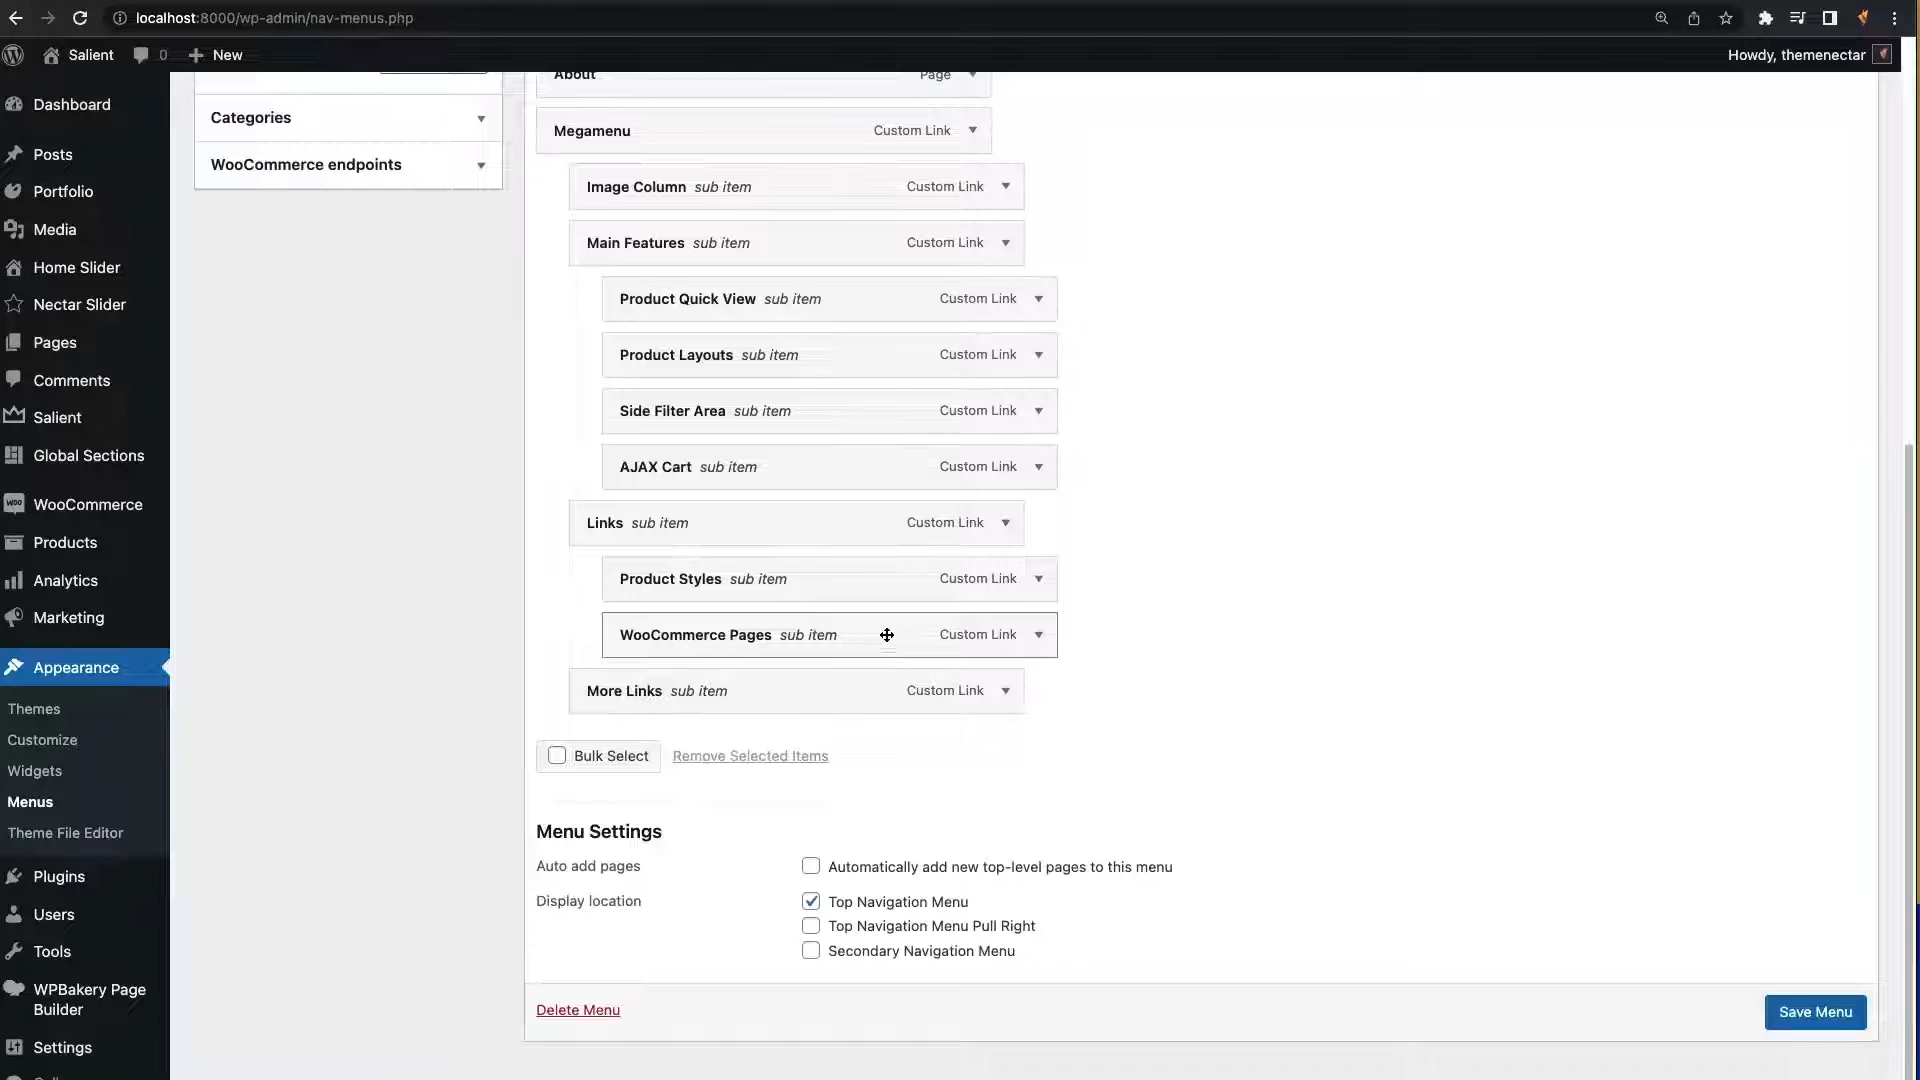 localhost:8000/wp-admin/nav-menus.php
Salient 0 New Howdy, themenectar
Dashboard
Posts
Portfolio
Media
Home Slider
Nectar Slider
Pages
Comments
Salient
Global Sections
WooCommerce
Products
Analytics
Marketing
Appearance
Themes
Customize
Widgets
Menus
Theme File Editor
Plugins
Users
Tools
WPBakery Page
Builder
Settings
Categories
WooCommerce endpoints
About Page
Megamenu Custom Link
Image Column sub item Custom Link
Main Features sub item Custom Link
Product Quick View sub item Custom Link
Product Layouts sub item Custom Link
Side Filter Area sub item Custom Link
AJAX Cart sub item Custom Link
Links sub item Custom Link
Product Styles sub item Custom Link
WooCommerce Pages sub item Custom Link
More Links sub item Custom Link
Bulk Select Remove Selected Items
Menu Settings
Auto add pages Automatically add new top-level pages to this menu
Display location Top Navigation Menu
Top Navigation Menu Pull Right
Secondary Navigation Menu
Delete Menu Save Menu